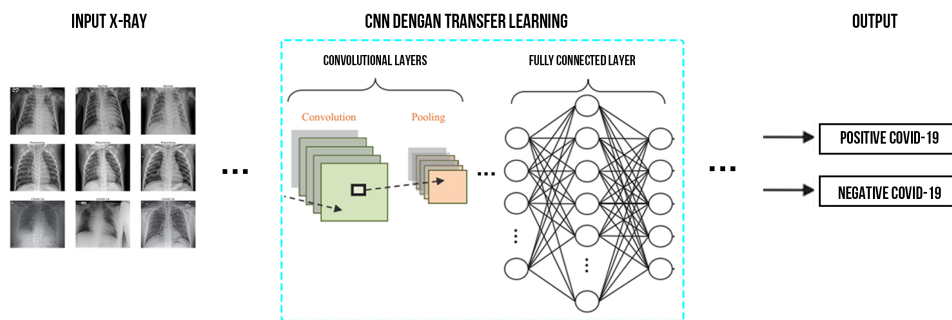 INPUT X-RAY
CNN DENGAN TRANSFER LEARNING
OUTPUT
CONVOLUTIONAL LAYERS
FULLY CONNECTED LAYER
Convolution
Pooling
POSITIVE COVID-19
NEGATIVE COVID-19